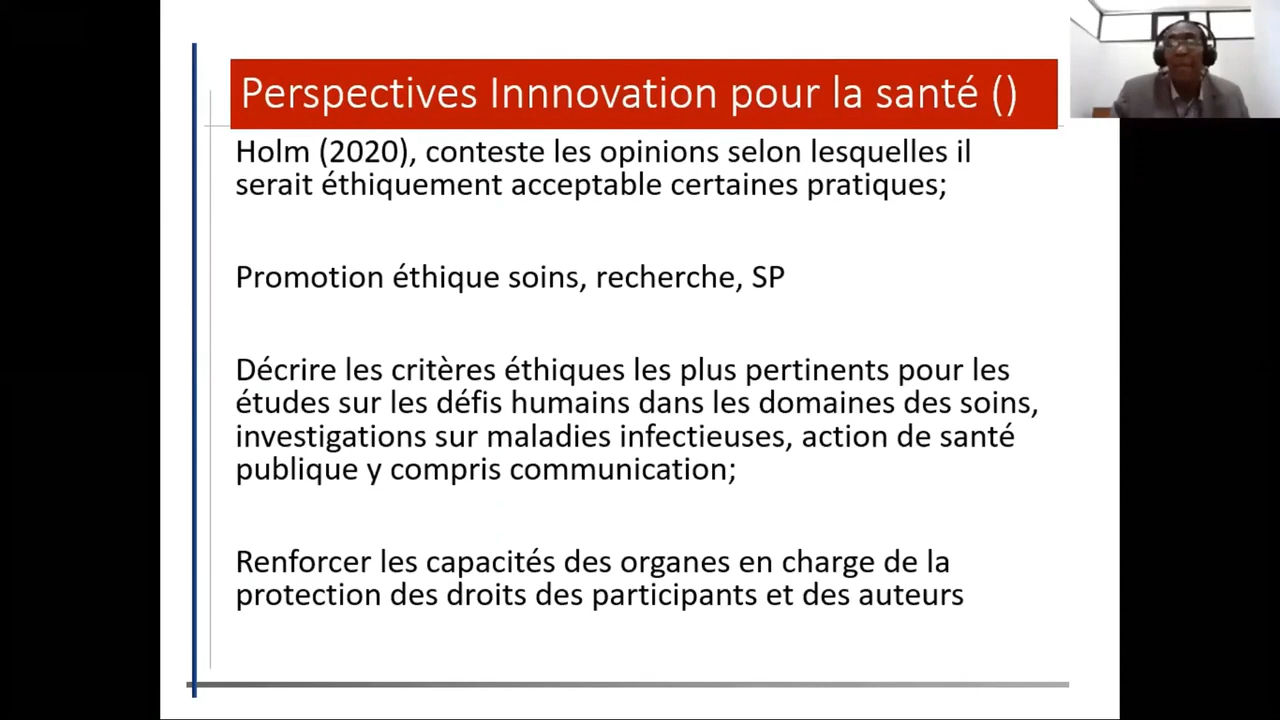 Perspectives Innnovation pour la santé ()
Holm (2020), conteste les opinions selon lesquelles il
serait éthiquement acceptable certaines pratiques;
Promotion éthique soins, recherche, SP
Décrire les critères éthiques les plus pertinents pour les
études sur les défis humains dans les domaines des soins,
investigations sur maladies infectieuses, action de santé
publique y compris communication;
Renforcer les capacités des organes en charge de la
protection des droits des participants et des auteurs